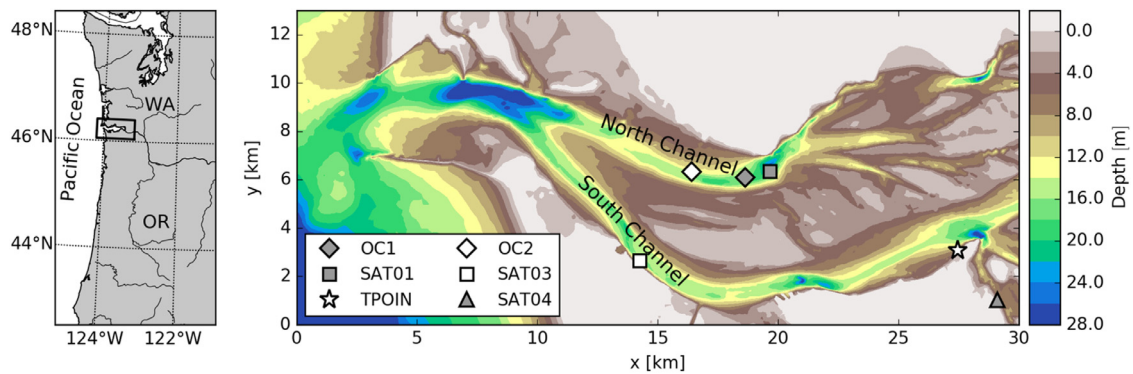 48°N
46°N
44°N
124°W 122°W
Pacific Ocean
WA
OR
12
10
8
6
4
2
0
y [km]
0 5 10 15 20 25 30
x [km]
North Channel
South Channel
OC1 OC2
SAT01 SAT03
TPOIN SAT04
0.0
4.0
8.0
12.0
16.0
20.0
24.0
28.0
Depth [m]